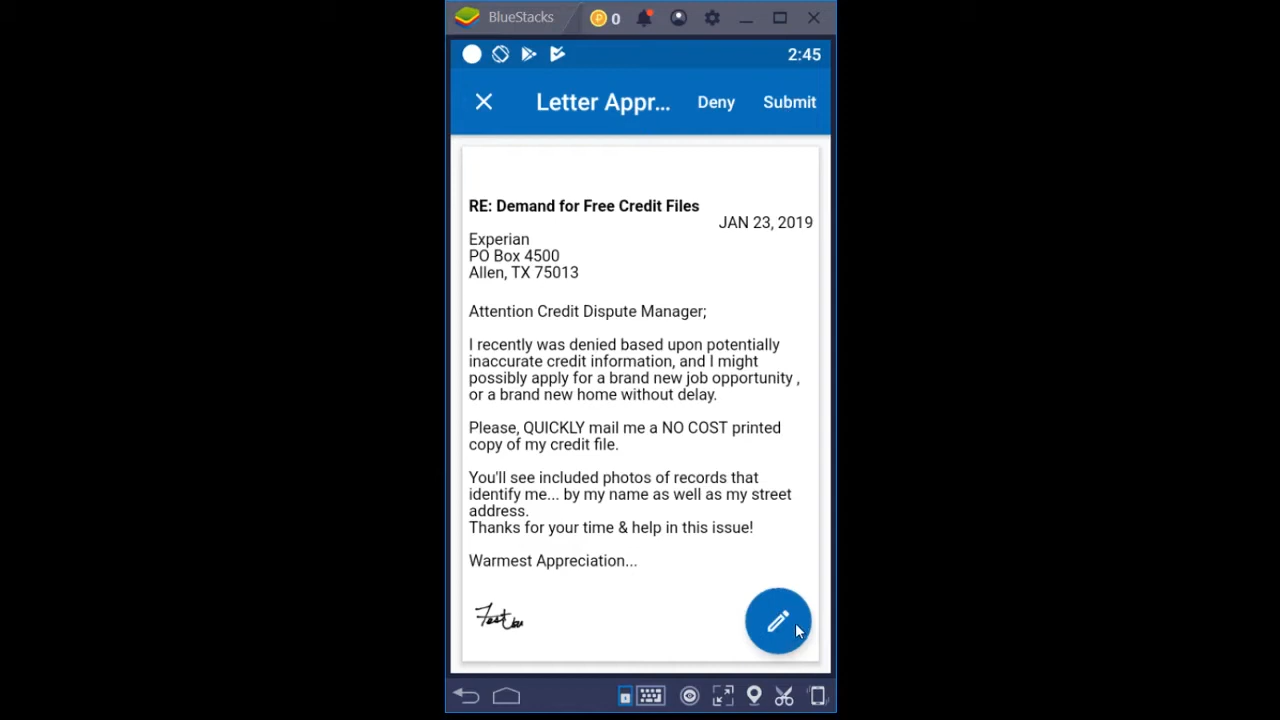 BlueStacks
0
2:45
Letter Appr...
Deny
Submit
RE: Demand for Free Credit Files
JAN 23, 2019
Experian
PO Box 4500
Allen, TX 75013
Attention Credit Dispute Manager;
I recently was denied based upon potentially
inaccurate credit information, and I might
possibly apply for a brand new job opportunity ,
or a brand new home without delay.
Please, QUICKLY mail me a NO COST printed
copy of my credit file.
You'll see included photos of records that
identify me... by my name as well as my street
address.
Thanks for your time & help in this issue!
Warmest Appreciation...